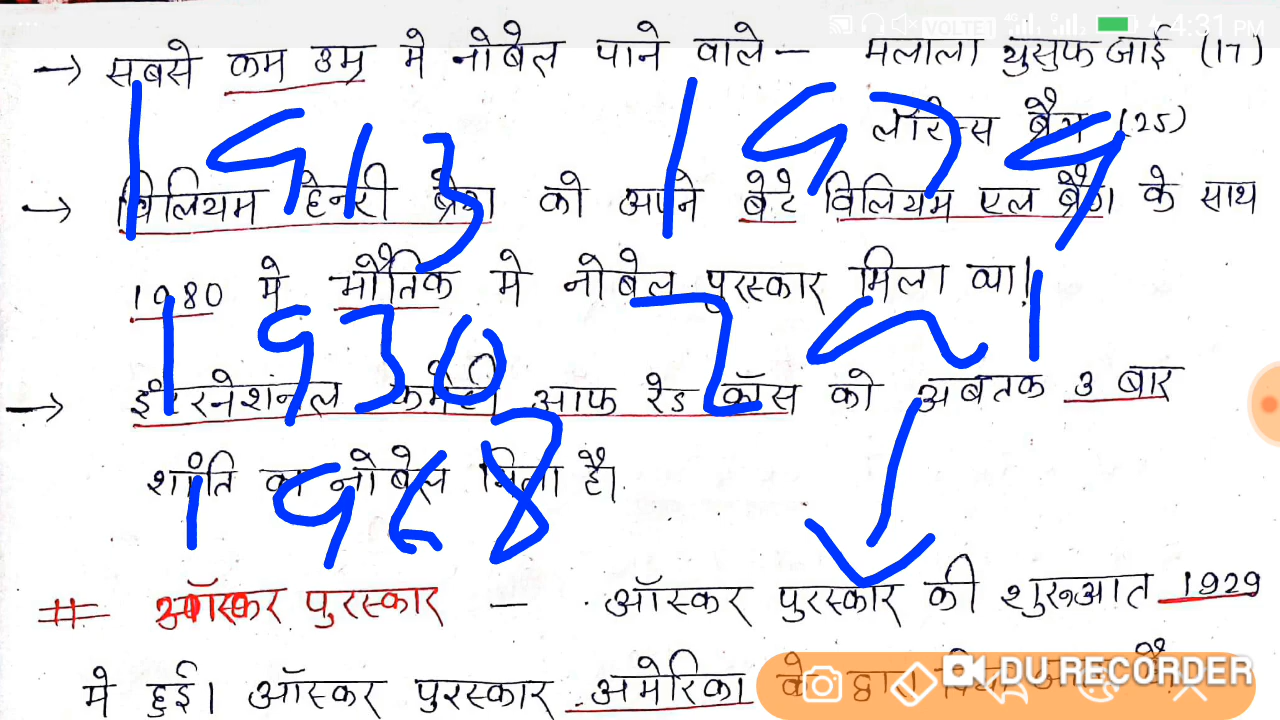 VOLTE 4:31 PM
→ सबसे कम उम्र मे नोबेल पाने वाले – मलाला युसुफ जाई (17)
लॉरेन्स ब्रैग (25)
→ विलियम हेनरी ब्रैग को अपने बेटे विलियम एल ब्रैग के साथ
1980 मे भौतिक मे नोबेल पुरस्कार मिला था।
→ इंटरनेशनल कमेटी आफ रेड क्रॉस को अबतक 3 बार
शांति का नोबेल मिला है।
# ऑस्कर पुरस्कार – ऑस्कर पुरस्कार की शुरुआत 1929
मे हुई। ऑस्कर पुरस्कार अमेरिका के द्वारा
1913 1979
1930
1968
DU RECORDER